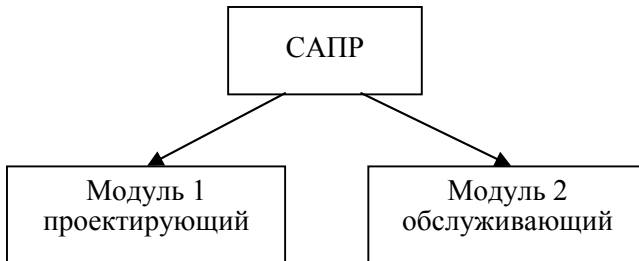 САПР
Модуль 1
проектирующий
Модуль 2
обслуживающий